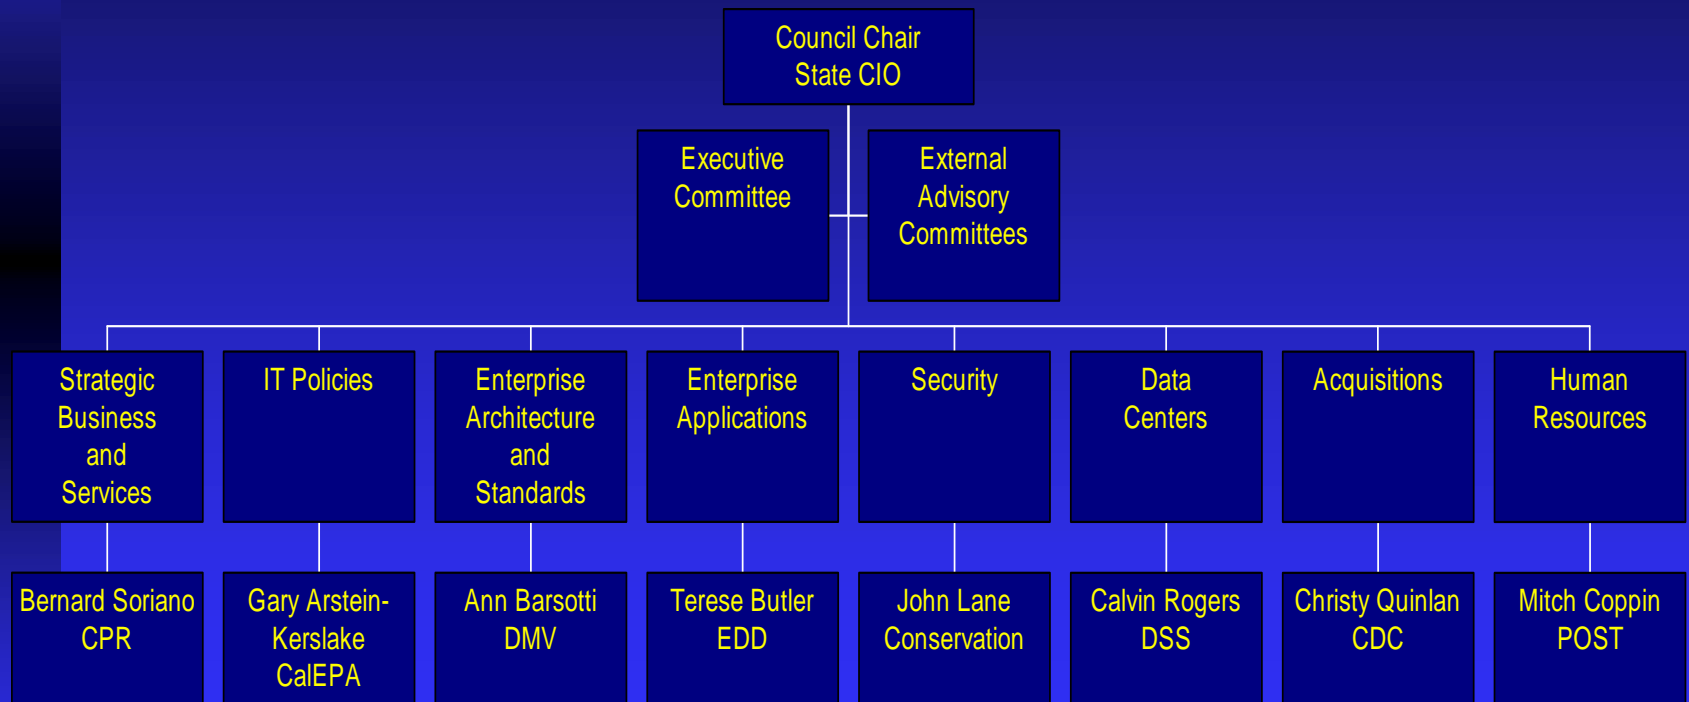 Council Chair
State CIO
Executive
Committee
External
Advisory
Committees
Strategic
Business
and
Services
IT Policies
Enterprise
Architecture
and
Standards
Enterprise
Applications
Security
Data
Centers
Acquisitions
Human
Resources
Bernard Soriano
CPR
Gary Arstein-
Kerslake
CalEPA
Ann Barsotti
DMV
Terese Butler
EDD
John Lane
Conservation
Calvin Rogers
DSS
Christy Quinlan
CDC
Mitch Coppin
POST